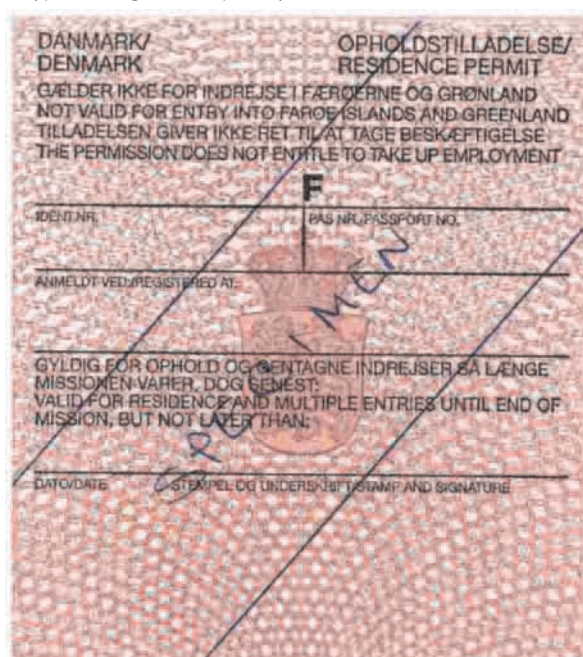 DANMARK/ OPHOLDSTILLADELSE/
DENMARK RESIDENCE PERMIT
GÆLDER IKKE FOR INDREJSE I FÆRØERNE OG GRØNLAND
NOT VALID FOR ENTRY INTO FAROE ISLANDS AND GREENLAND
TILLADELSEN GIVER IKKE RET TIL AT TAGE BESKÆFTIGELSE
THE PERMISSION DOES NOT ENTITLE TO TAKE UP EMPLOYMENT
F
IDENT.NR. PAS NR./PASSPORT NO.
ANMELDT VED:/REGISTERED AT:
SPECIMEN
GYLDIG FOR OPHOLD OG GENTAGNE INDREJSER SÅ LÆNGE
MISSIONEN VARER, DOG SENEST:
VALID FOR RESIDENCE AND MULTIPLE ENTRIES UNTIL END OF
MISSION, BUT NOT LATER THAN:
DATO/DATE STEMPEL OG UNDERSKRIFT/STAMP AND SIGNATURE